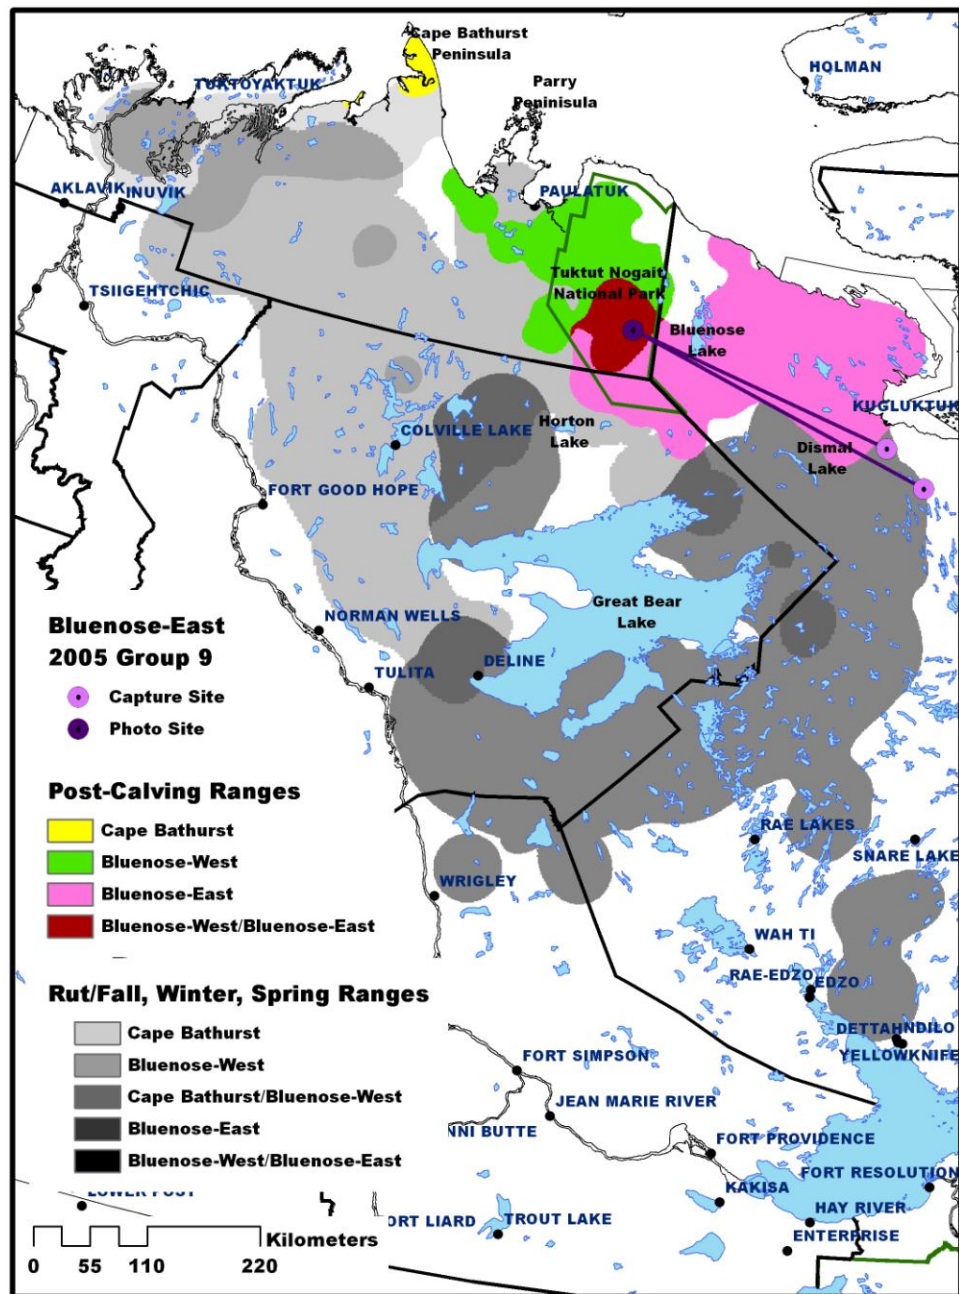 Cape Bathurst
Peninsula
HOLMAN
TUKTOYAKTUK
Parry
Peninisula
AKLAVIK
INUVIK
PAULATUK
Tuktut Nogait
National Park
TSIIGEHTCHIC
Bluenose
Lake
KUGLUKTUK
Horton
Lake
COLVILLE LAKE
Dismal
Lake
FORT GOOD HOPE
Great Bear
Lake
NORMAN WELLS
Bluenose-East
2005 Group 9
DELINE
TULITA
Capture Site
Photo Site
Post-Calving Ranges
Cape Bathurst
RAE LAKES
Bluenose-West
SNARE LAKE
WRIGLEY
Bluenose-East
Bluenose-West/Bluenose-East
WAH TI
RAE-EDZO
EDZO
Rut/Fall, Winter, Spring Ranges
Cape Bathurst
DETTAH
NDILO
YELLOWKNIFE
Bluenose-West
FORT SIMPSON
Cape Bathurst/Bluenose-West
JEAN MARIE RIVER
Bluenose-East
NNI BUTTE
FORT PROVIDENCE
Bluenose-West/Bluenose-East
FORT RESOLUTION
KAKISA
LOWER POST
HAY RIVER
ORT LIARD
TROUT LAKE
ENTERPRISE
Kilometers
0 55 110 220